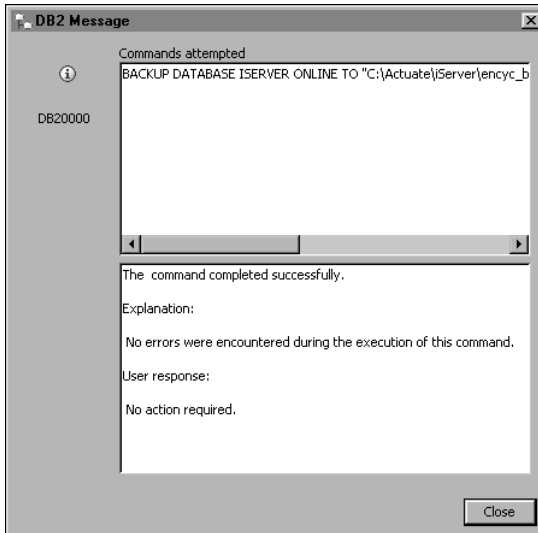 DB2 Message
Commands attempted
BACKUP DATABASE ISERVER ONLINE TO "C:\Actuate\iServer\encyc_b
DB20000
The command completed successfully.
Explanation:
No errors were encountered during the execution of this command.
User response:
No action required.
Close